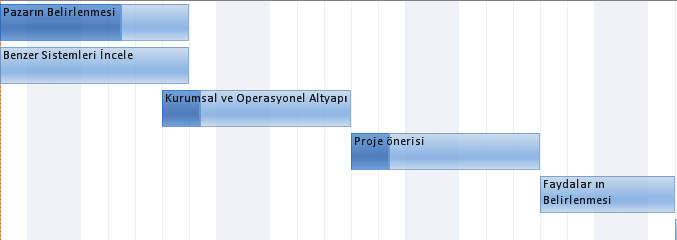 Pazarın Belirlenmesi
Benzer Sistemleri İncele
Kurumsal ve Operasyonel Altyapı
Proje önerisi
Faydalar ın
Belirlenmesi